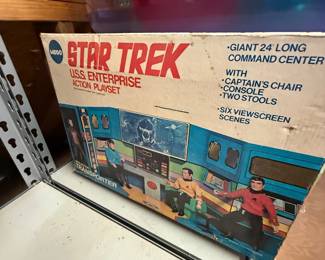 MEGO
STAR TREK
U.S.S. ENTERPRISE
ACTION PLAYSET
•GIANT 24" LONG
COMMAND CENTER
WITH
•CAPTAIN'S CHAIR
CONSOLE
•TWO STOOLS
•SIX VIEWSCREEN
SCENES